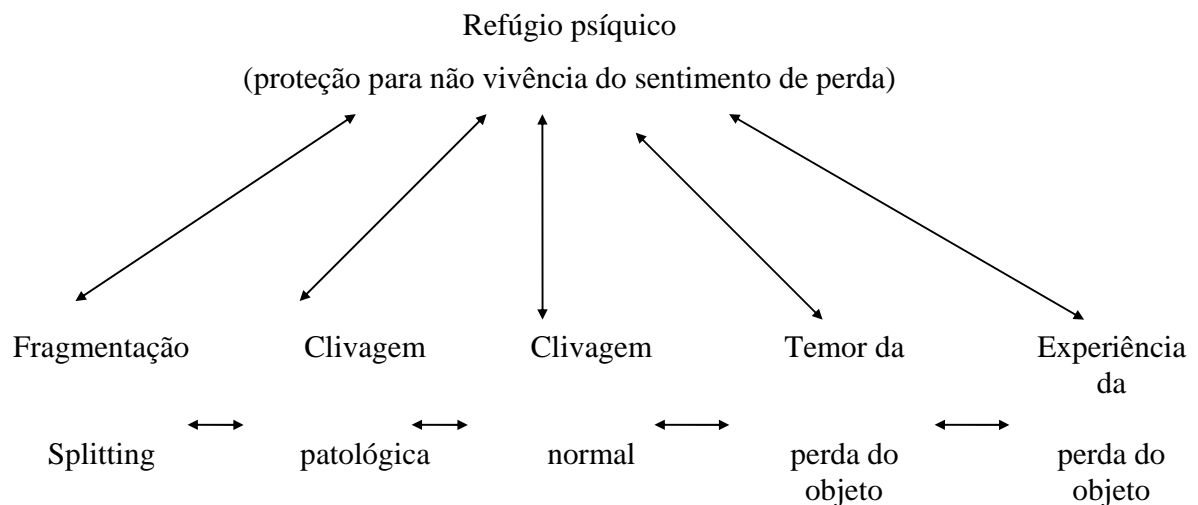 Refúgio psíquico
(proteção para não vivência do sentimento de perda)
Fragmentação
Splitting
Clivagem
patológica
Clivagem
normal
Temor da
perda do
objeto
Experiência
da
perda do
objeto